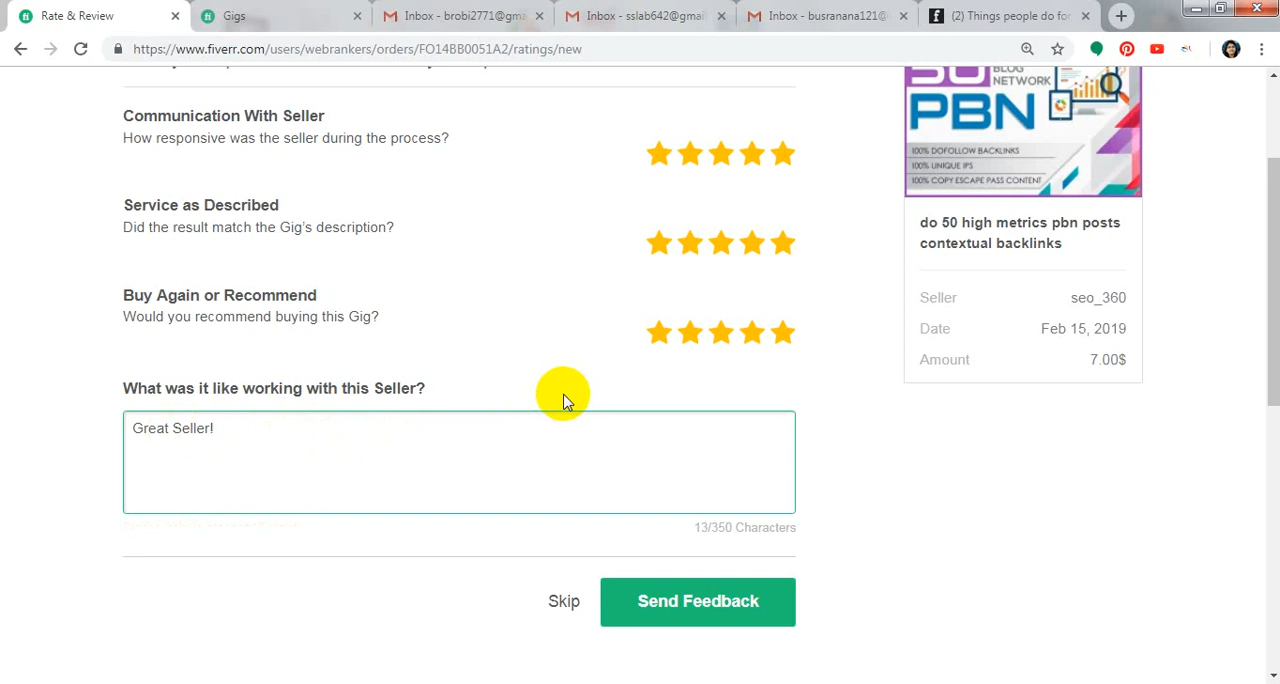 Rate & Review
Gigs
Inbox - brobi2771@gma
Inbox - sslab642@gmail
Inbox - busranana121@
(2) Things people do for
https://www.fiverr.com/users/webrankers/orders/FO14BB0051A2/ratings/new
Communication With Seller
How responsive was the seller during the process?
Service as Described
Did the result match the Gig's description?
Buy Again or Recommend
Would you recommend buying this Gig?
What was it like working with this Seller?
Great Seller!
13/350 Characters
Skip
Send Feedback
50 BLOG
NETWORK
PBN
100% DOFOLLOW BACKLINKS
100% UNIQUE IPS
100% COPY ESCAPE PASS CONTENT
do 50 high metrics pbn posts
contextual backlinks
Seller seo_360
Date Feb 15, 2019
Amount 7.00$